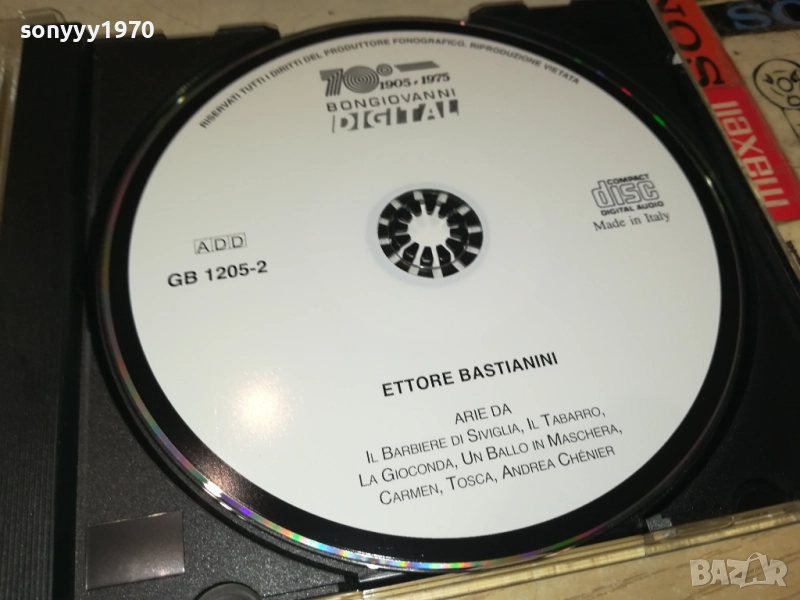 sonyyy1970
RISERVATI TUTTI I DIRITTI DEL PRODUTTORE FONOGRAFICO. RIPRODUZIONE VIETATA
70°
1905 • 1975
BONGIOVANNI
DIGITAL
COMPACT
disc
DIGITAL AUDIO
Made in Italy
ADD
GB 1205-2
ETTORE BASTIANINI
ARIE DA
IL BARBIERE DI SIVIGLIA, IL TABARRO,
LA GIOCONDA, UN BALLO IN MASCHERA,
CARMEN, TOSCA, ANDREA CHÉNIER
maxell
BAZAR